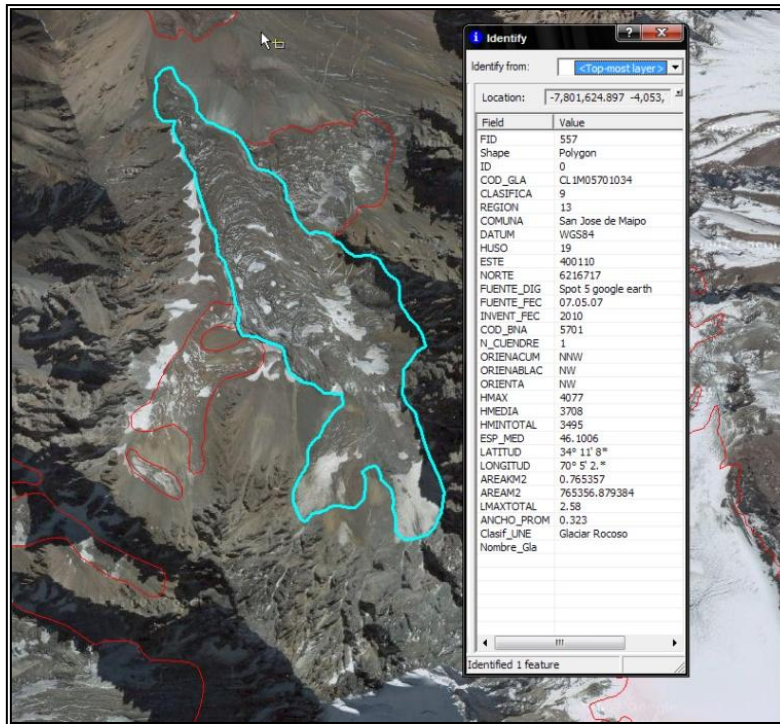 Identify
Identify from: <Top-most layer>
Location: -7,801,624.897 -4,053,
Field Value
FID 557
Shape Polygon
ID 0
COD_GLA CL1M05701034
CLASIFICA 9
REGION 13
COMUNA San Jose de Maipo
DATUM WGS84
HUSO 19
ESTE 400110
NORTE 6216717
FUENTE_DIG Spot 5 google earth
FUENTE_FEC 07.05.07
INVENT_FEC 2010
COD_BNA 5701
N_CUENDRE 1
ORIENACUM NNW
ORIENABLAC NW
ORIENTA NW
HMAX 4077
HMEDIA 3708
HMINTOTAL 3495
ESP_MED 46.1006
LATITUD 34° 11' 8"
LONGITUD 70° 5' 2."
AREAKM2 0.765357
AREAM2 765356.879384
LMAXTOTAL 2.58
ANCHO_PROM 0.323
Clasif_UNE Glaciar Rocoso
Nombre_Gla
Identified 1 feature